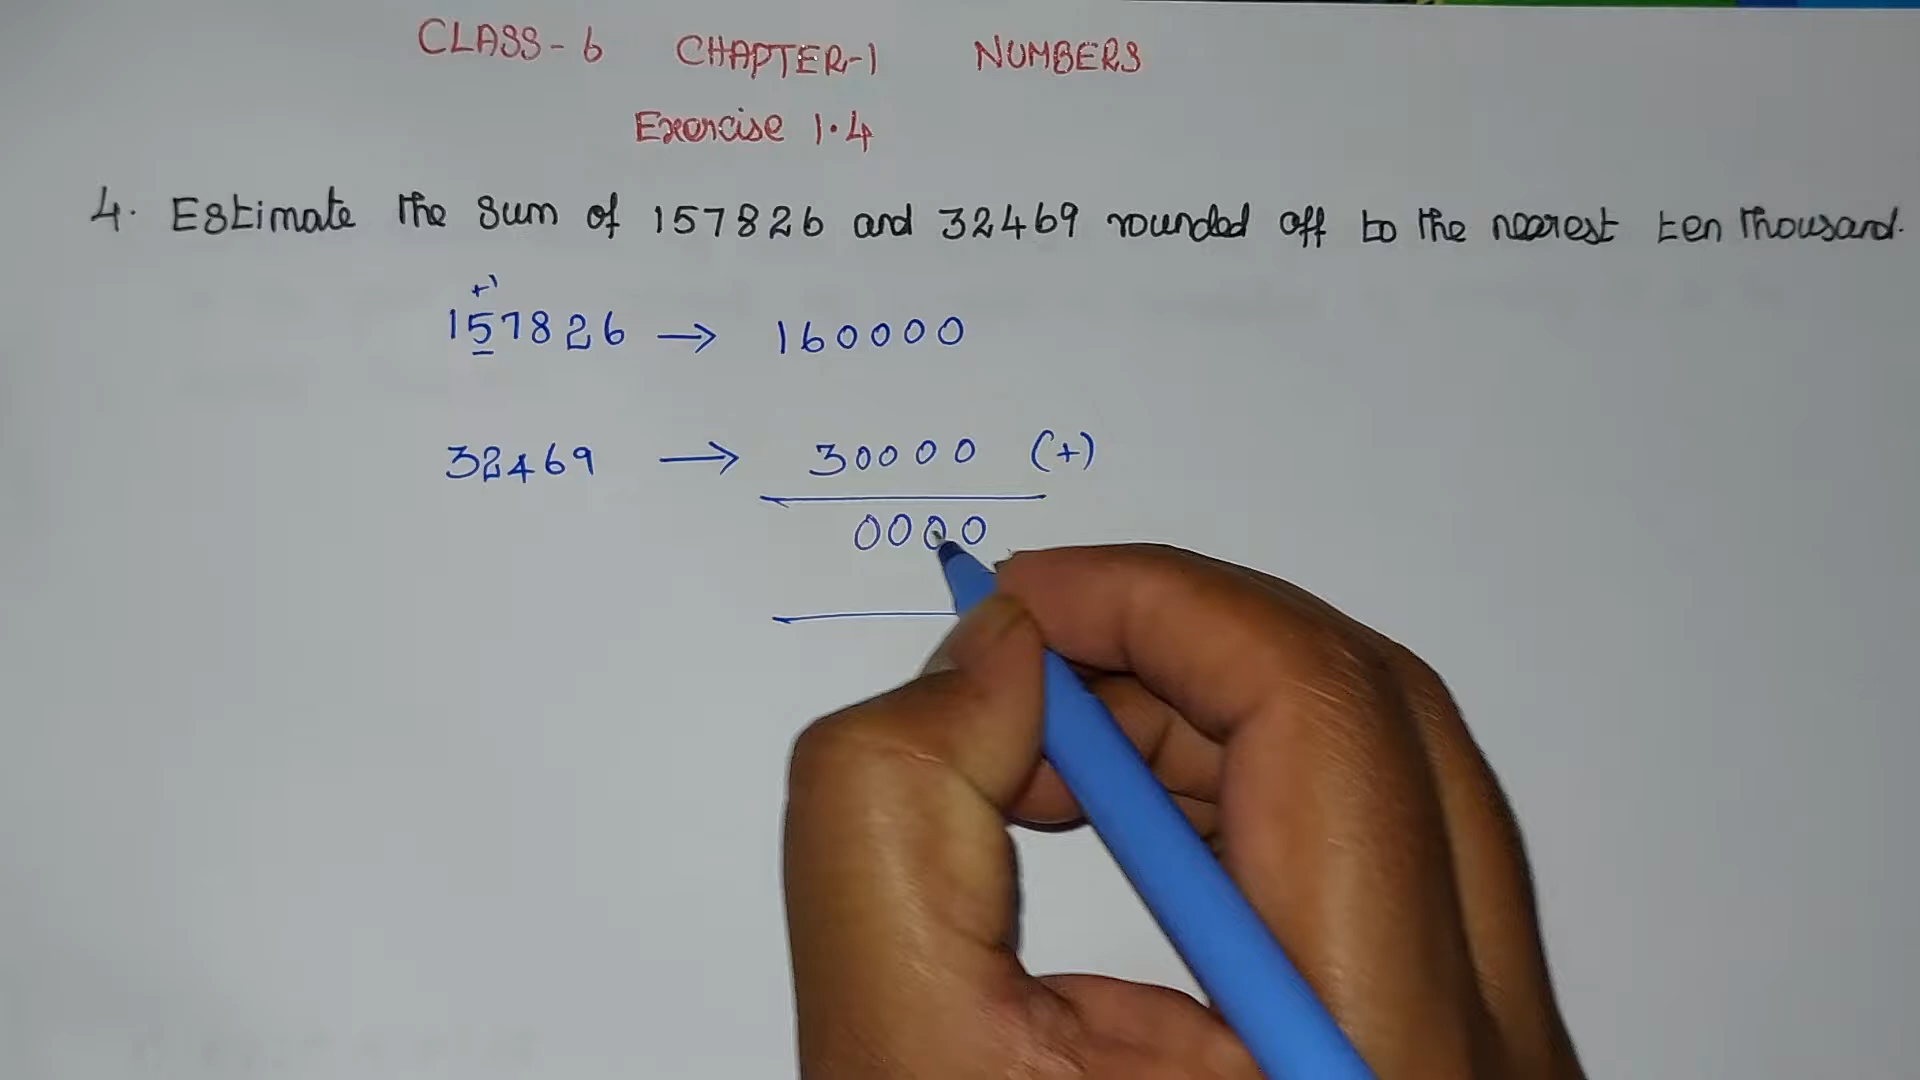 CLASS-6 CHAPTER-1 NUMBERS
Exercise 1.4
4. Estimate the sum of 157826 and 32469 rounded off to the nearest ten thousand.
+1
157826 → 160000
32469 → 30000 (+)
0000